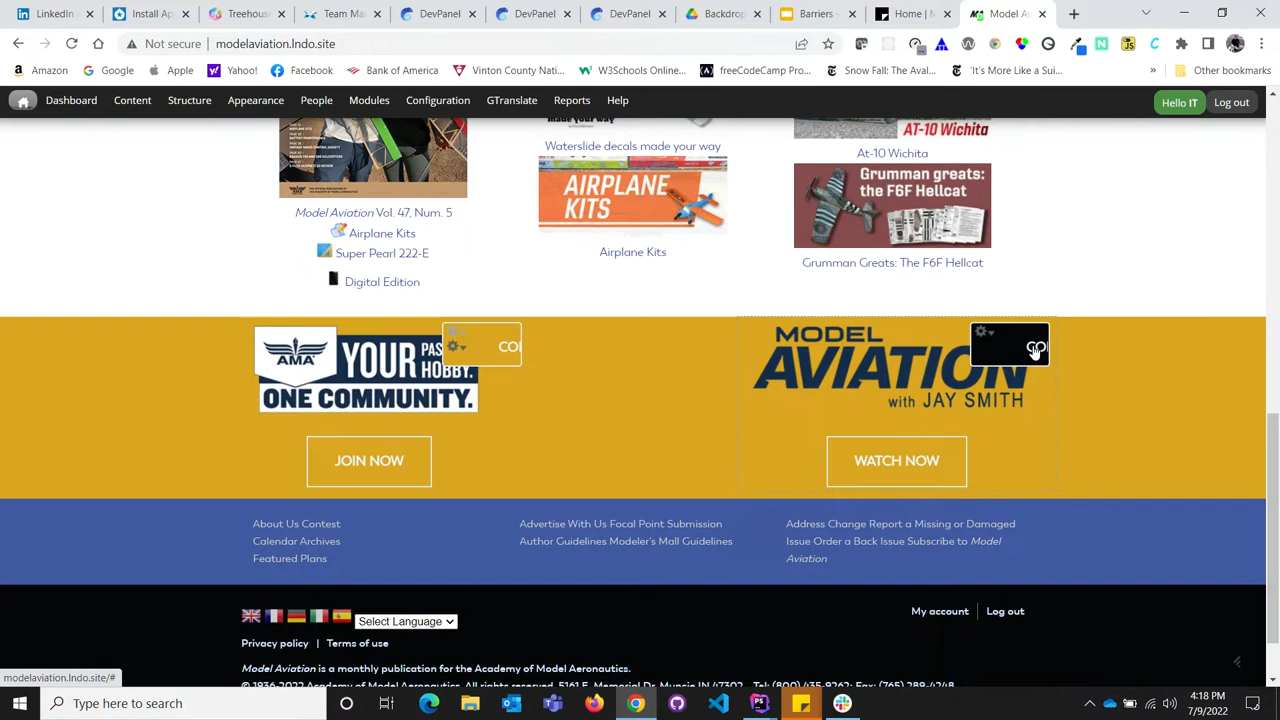 LinkedIn
Install App
Treehous
DevPanel
DevPanel
Backdrop
Barriers -
Html - B
Model Av
Not secure
modelaviation.lndo.site
Amazon
Google
Apple
Yahoo!
Facebook
Bank of America
Vinton County Nati...
W3Schools Online...
freeCodeCamp Pro...
Snow Fall: The Aval...
'It's More Like a Sui...
»
Other bookmarks
Dashboard
Content
Structure
Appearance
People
Modules
Configuration
GTranslate
Reports
Help
Hello IT
Log out
made your way
AT-10 Wichita
Waterslide decals made your way
At-10 Wichita
AIRPLANE
KITS
Grumman greats:
the F6F Hellcat
Model Aviation Vol. 47, Num. 5
Airplane Kits
Airplane Kits
Super Pearl 222-E
Grumman Greats: The F6F Hellcat
Digital Edition
AMA
YOUR PAS
HOBBY.
ONE COMMUNITY.
MODEL
AVIATION
with JAY SMITH
JOIN NOW
WATCH NOW
About Us Contest
Calendar Archives
Featured Plans
Advertise With Us Focal Point Submission
Author Guidelines Modeler's Mall Guidelines
Address Change Report a Missing or Damaged
Issue Order a Back Issue Subscribe to Model
Aviation
Select Language
My account
Log out
Privacy policy | Terms of use
Model Aviation is a monthly publication for the Academy of Model Aeronautics.
© 1936-2022 Academy of Model Aeronautics. All rights reserved. 5161 E. Memorial Dr. Muncie IN 47302. Tel: (800) 435-9262; Fax: (765) 289-4248
modelaviation.lndo.site/#
Type here to search
4:18 PM
7/9/2022